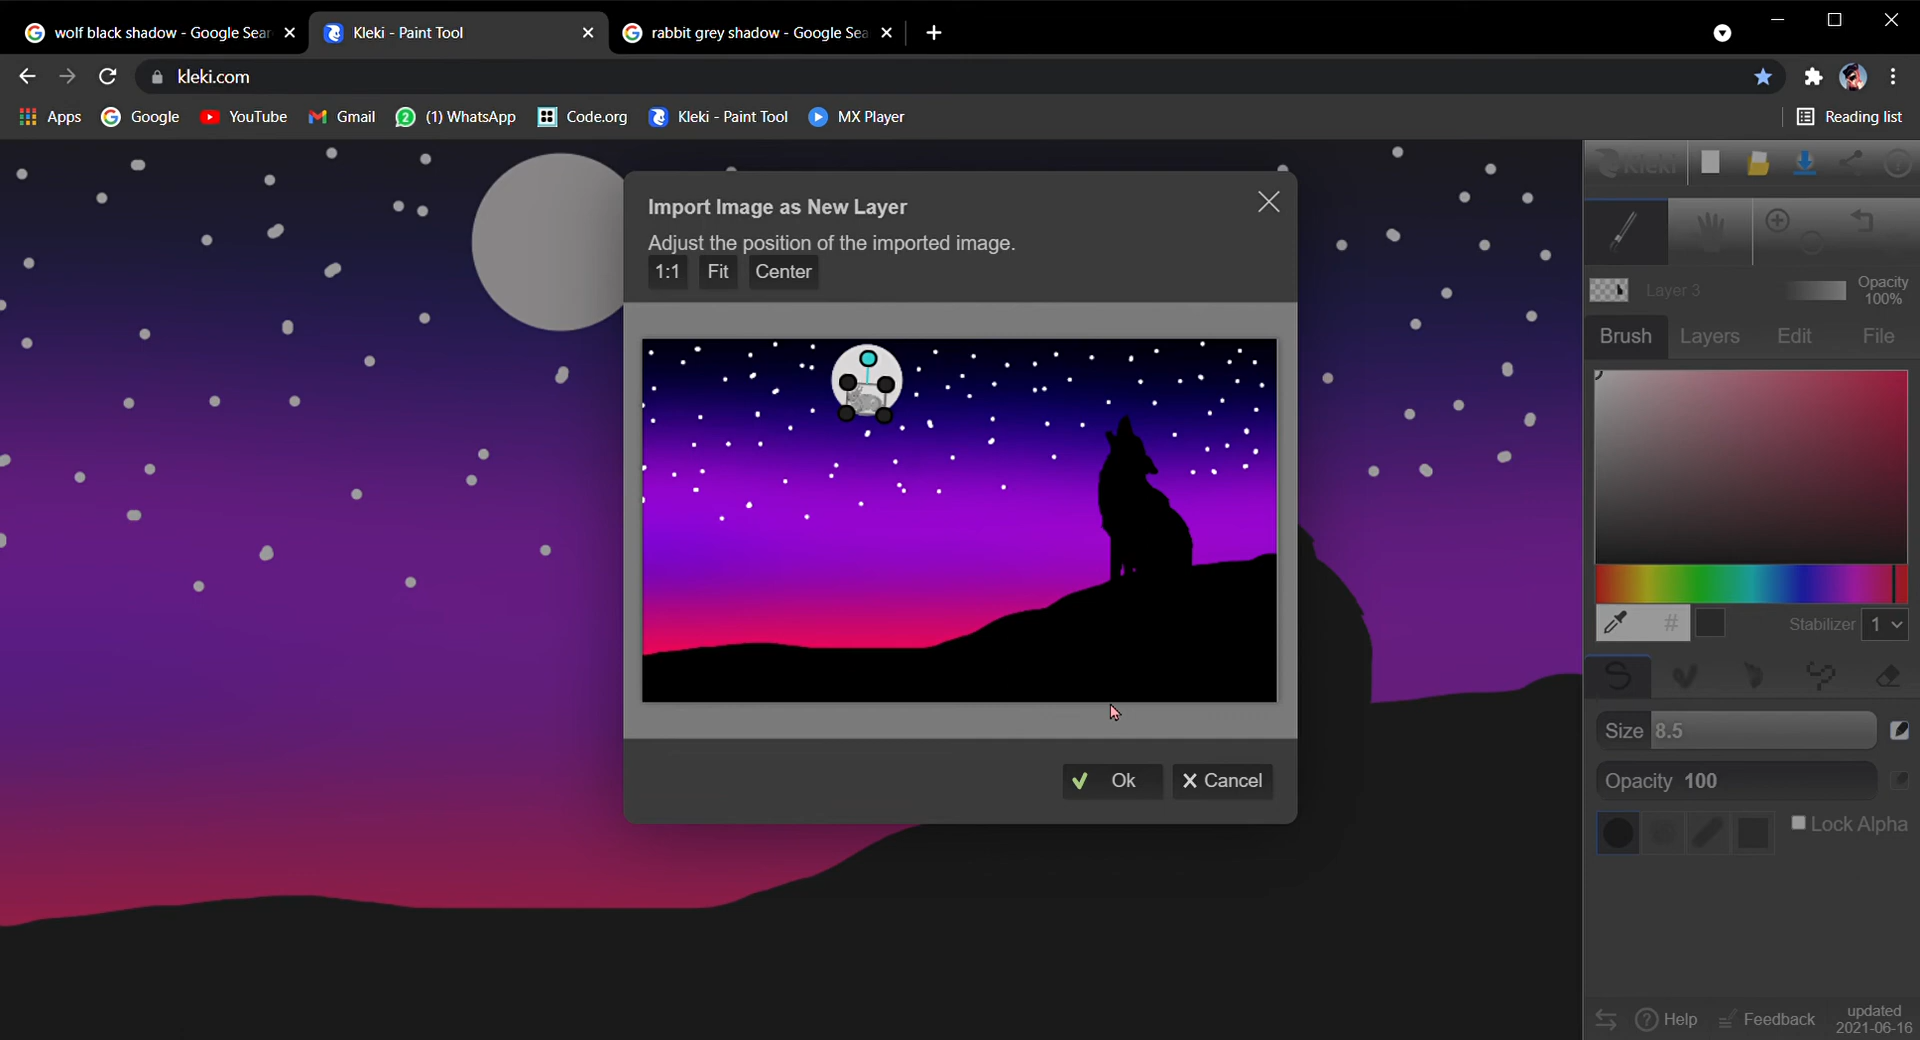 wolf black shadow - Google Sear
Kleki - Paint Tool
rabbit grey shadow - Google Sea
kleki.com
Apps
Google
YouTube
Gmail
2
(1) WhatsApp
Code.org
Kleki - Paint Tool
MX Player
Reading list
Kleki
?
Import Image as New Layer
Adjust the position of the imported image.
1:1 Fit Center
Layer 3
Opacity
100%
Brush Layers Edit File
# Stabilizer 1
Size 8.5
Opacity 100
Ok Cancel
Lock Alpha
Help Feedback
updated
2021-06-16